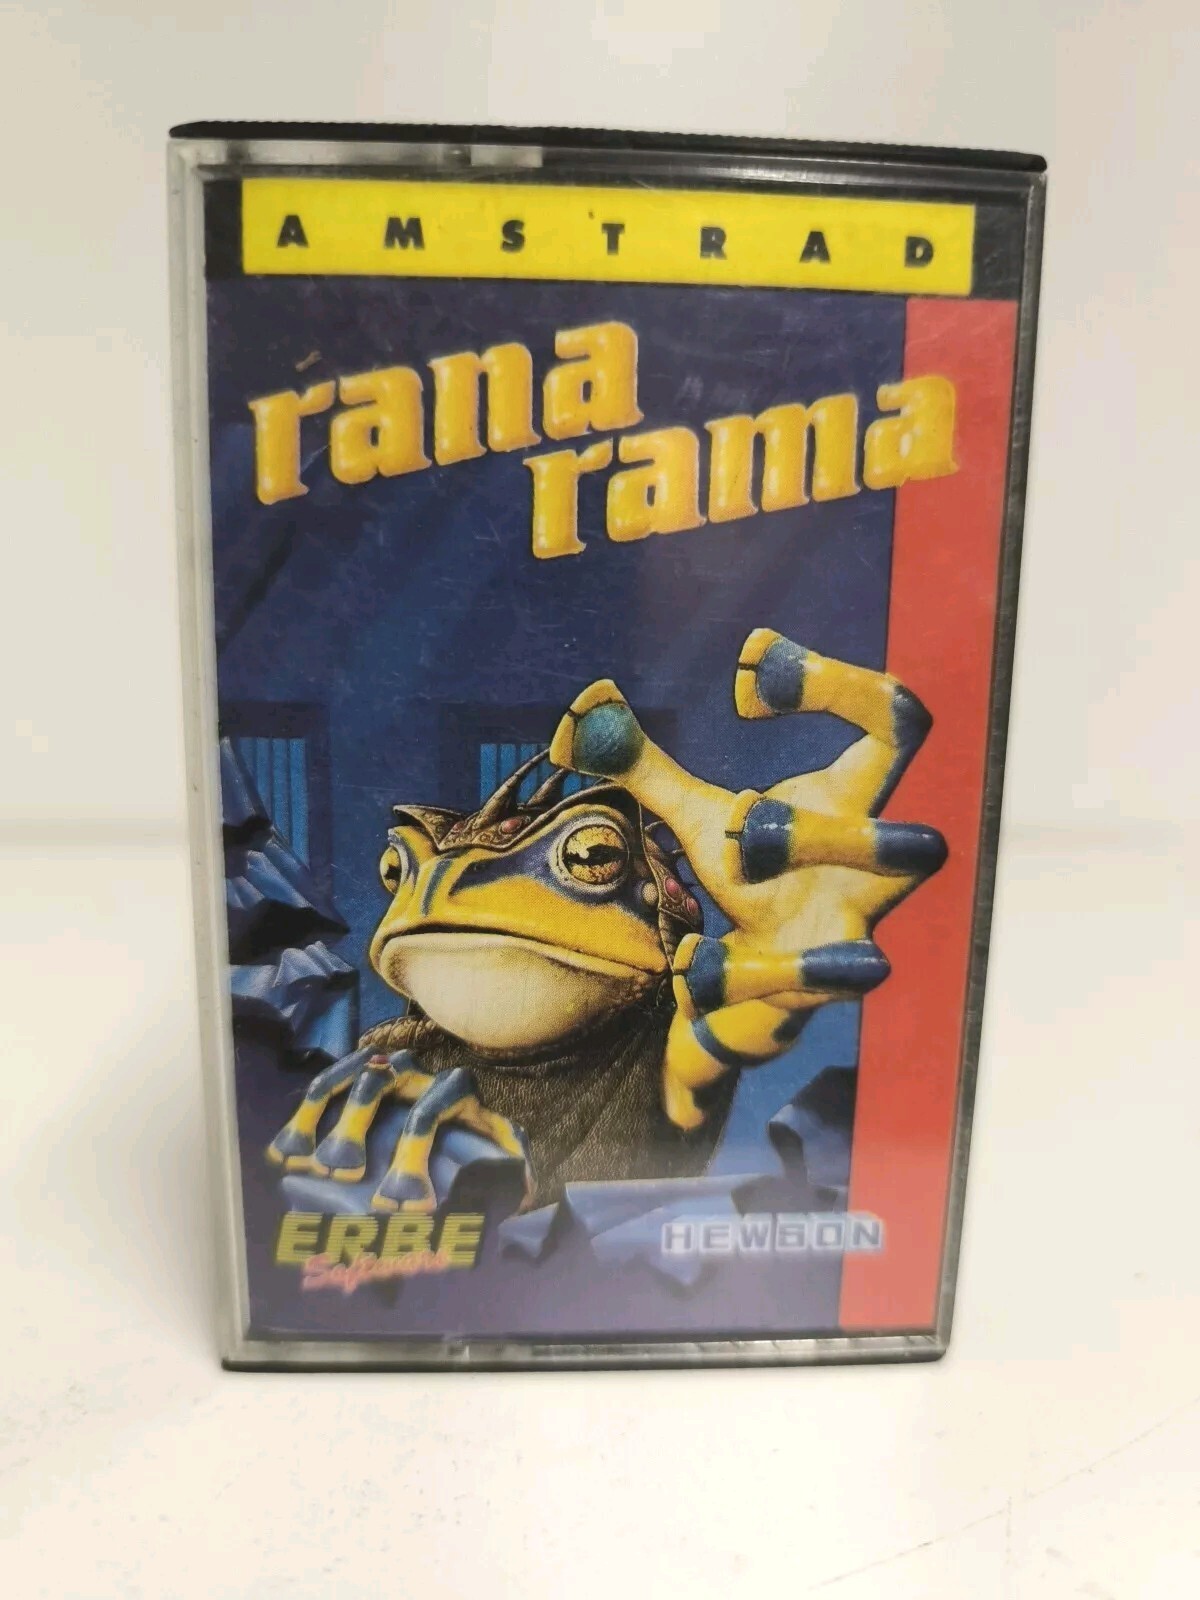 AMSTRAD
rana
rama
ERBE
Software
HEWSON